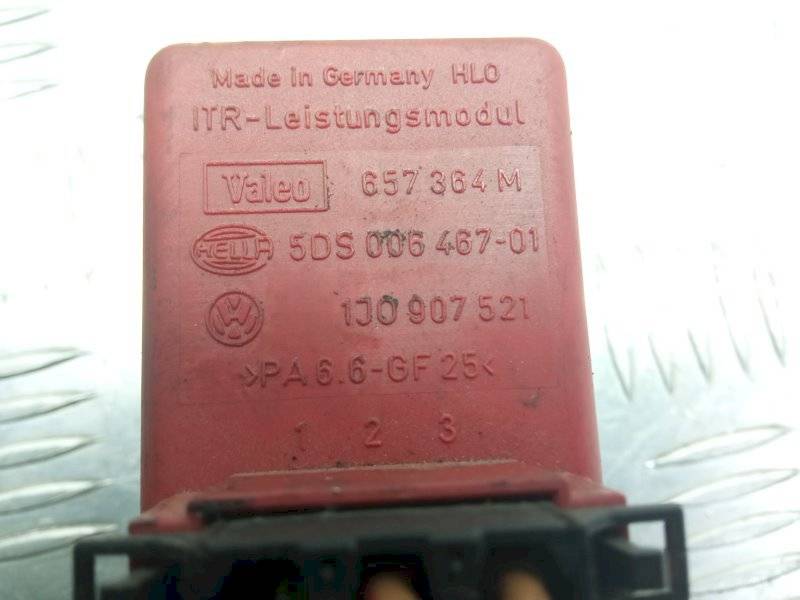 Made in Germany HLO
ITR-Leistungsmodul
Valeo 657 364 M
HELLA 5DS 006 467-01
VW 1J0 907 521
>PA 6.6-GF 25<
1 2 3